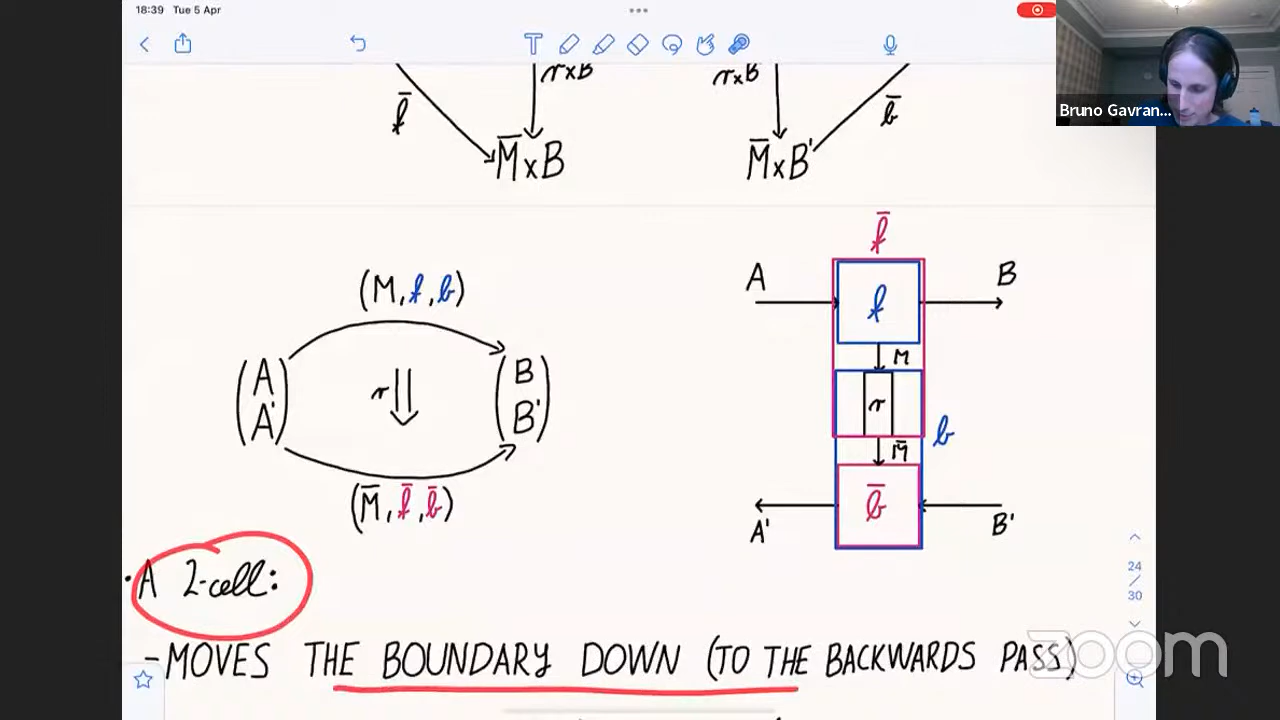 18:39 Tue 5 Apr
Bruno Gavran...
r×B
r×B
f̄
b̄
M̄×B
M̄×B'
f̄
A
B
f
(M, f, b)
M
(A A')
r
(B B')
r
b
M̄
(M̄, f̄, b̄)
b̄
A'
B'
24
/
30
• A 2-cell:
- MOVES THE BOUNDARY DOWN (TO THE BACKWARDS PASS)
zoom